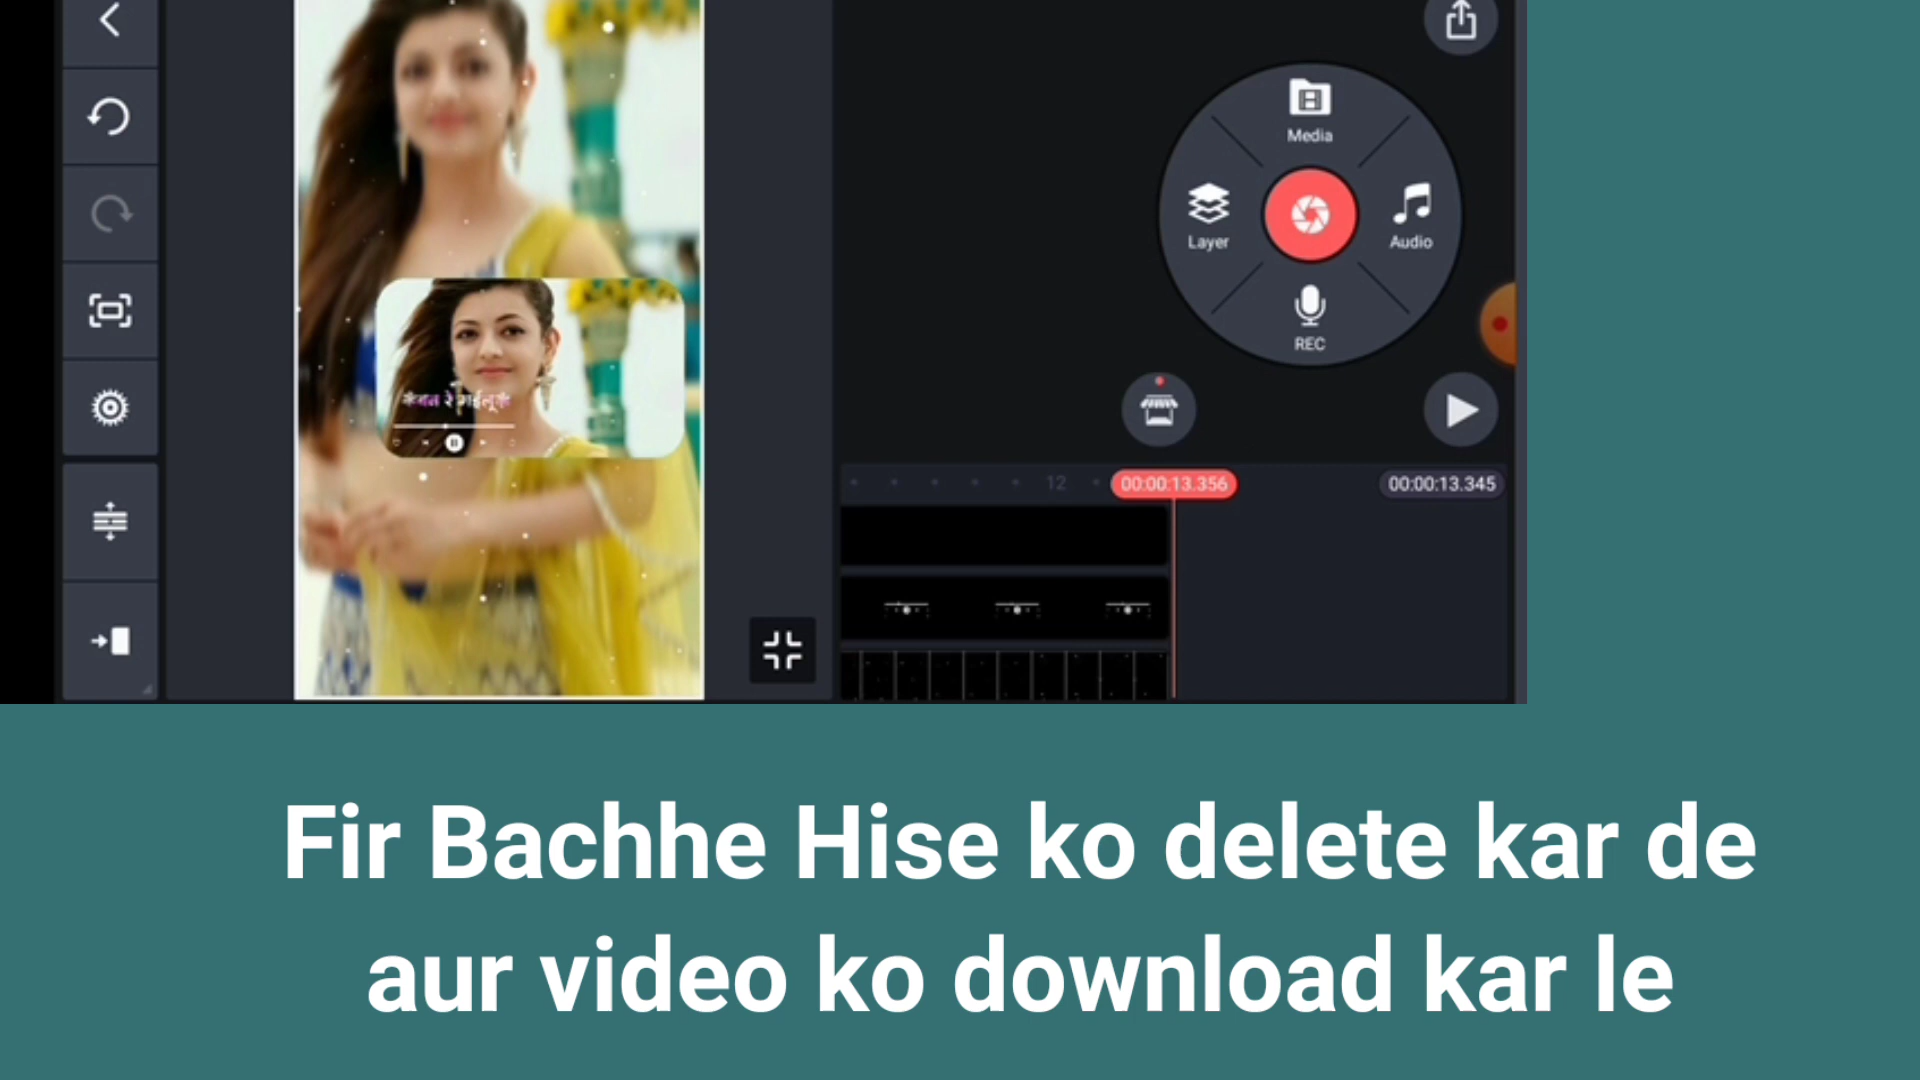 Media
Layer
Audio
REC
12
00:00:13.356
00:00:13.345
Fir Bachhe Hise ko delete kar de
aur video ko download kar le